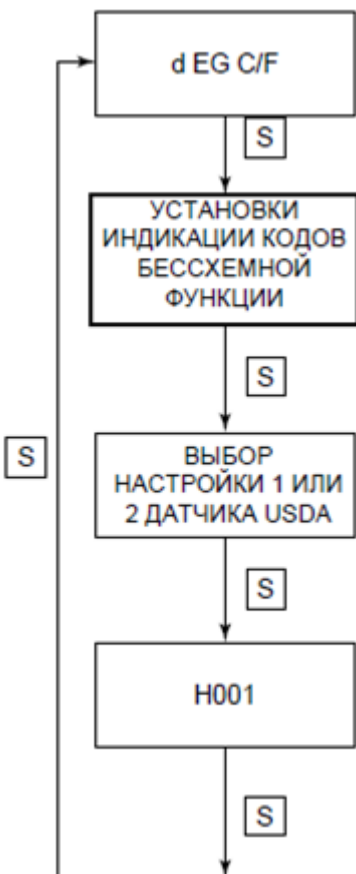 d EG C/F
S
УСТАНОВКИ
ИНДИКАЦИИ КОДОВ
БЕССХЕМНОЙ
ФУНКЦИИ
S
S
ВЫБОР
НАСТРОЙКИ 1 ИЛИ
2 ДАТЧИКА USDA
S
H001
S